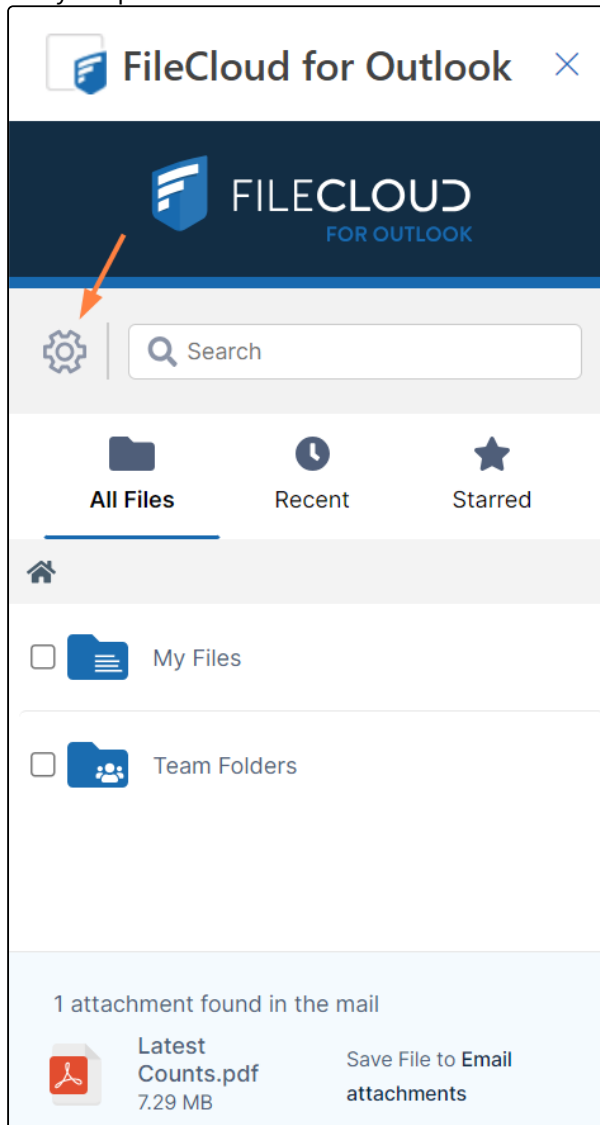 FileCloud for Outlook
FILECLOUD
FOR OUTLOOK
Search
All Files
Recent
Starred
My Files
Team Folders
1 attachment found in the mail
Latest
Counts.pdf
7.29 MB
Save File to Email
attachments